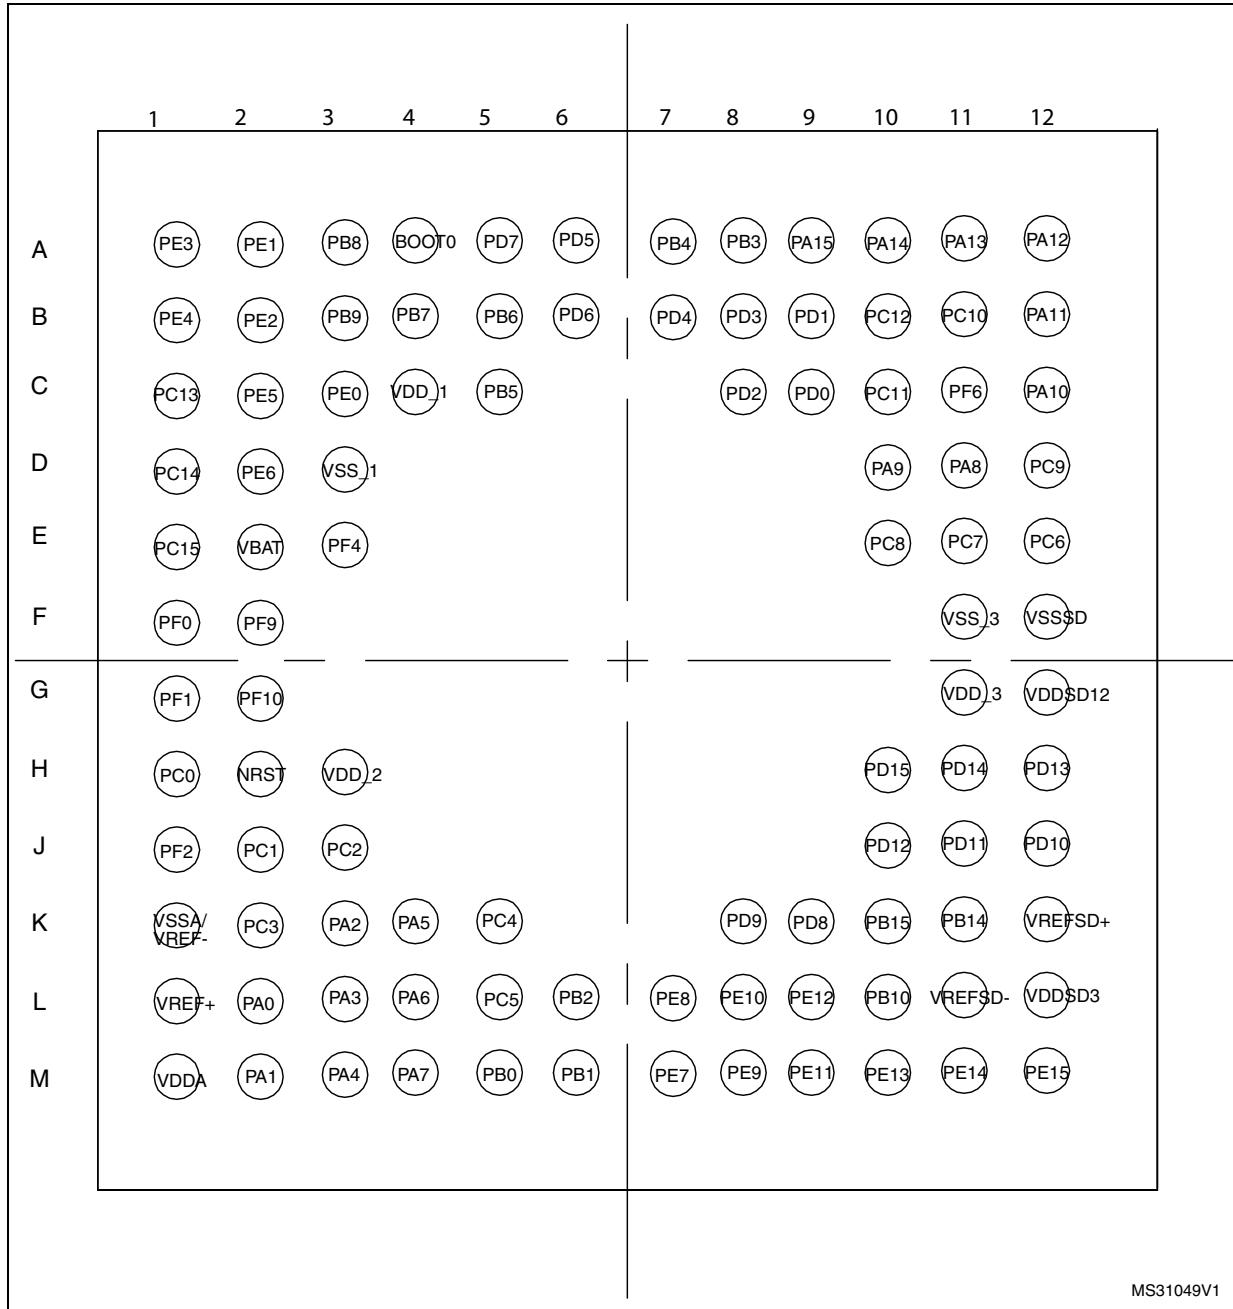 1 2 3 4 5 6 7 8 9 10 11 12
A PE3 PE1 PB8 BOOT0 PD7 PD5 PB4 PB3 PA15 PA14 PA13 PA12
B PE4 PE2 PB9 PB7 PB6 PD6 PD4 PD3 PD1 PC12 PC10 PA11
C PC13 PE5 PE0 VDD_1 PB5 PD2 PD0 PC11 PF6 PA10
D PC14 PE6 VSS_1 PA9 PA8 PC9
E PC15 VBAT PF4 PC8 PC7 PC6
F PF0 PF9 VSS_3 VSSSD
G PF1 PF10 VDD_3 VDDSD12
H PC0 NRST VDD_2 PD15 PD14 PD13
J PF2 PC1 PC2 PD12 PD11 PD10
K VSSA/ VREF- PC3 PA2 PA5 PC4 PD9 PD8 PB15 PB14 VREFSD+
L VREF+ PA0 PA3 PA6 PC5 PB2 PE8 PE10 PE12 PB10 VREFSD- VDDSD3
M VDDA PA1 PA4 PA7 PB0 PB1 PE7 PE9 PE11 PE13 PE14 PE15
MS31049V1